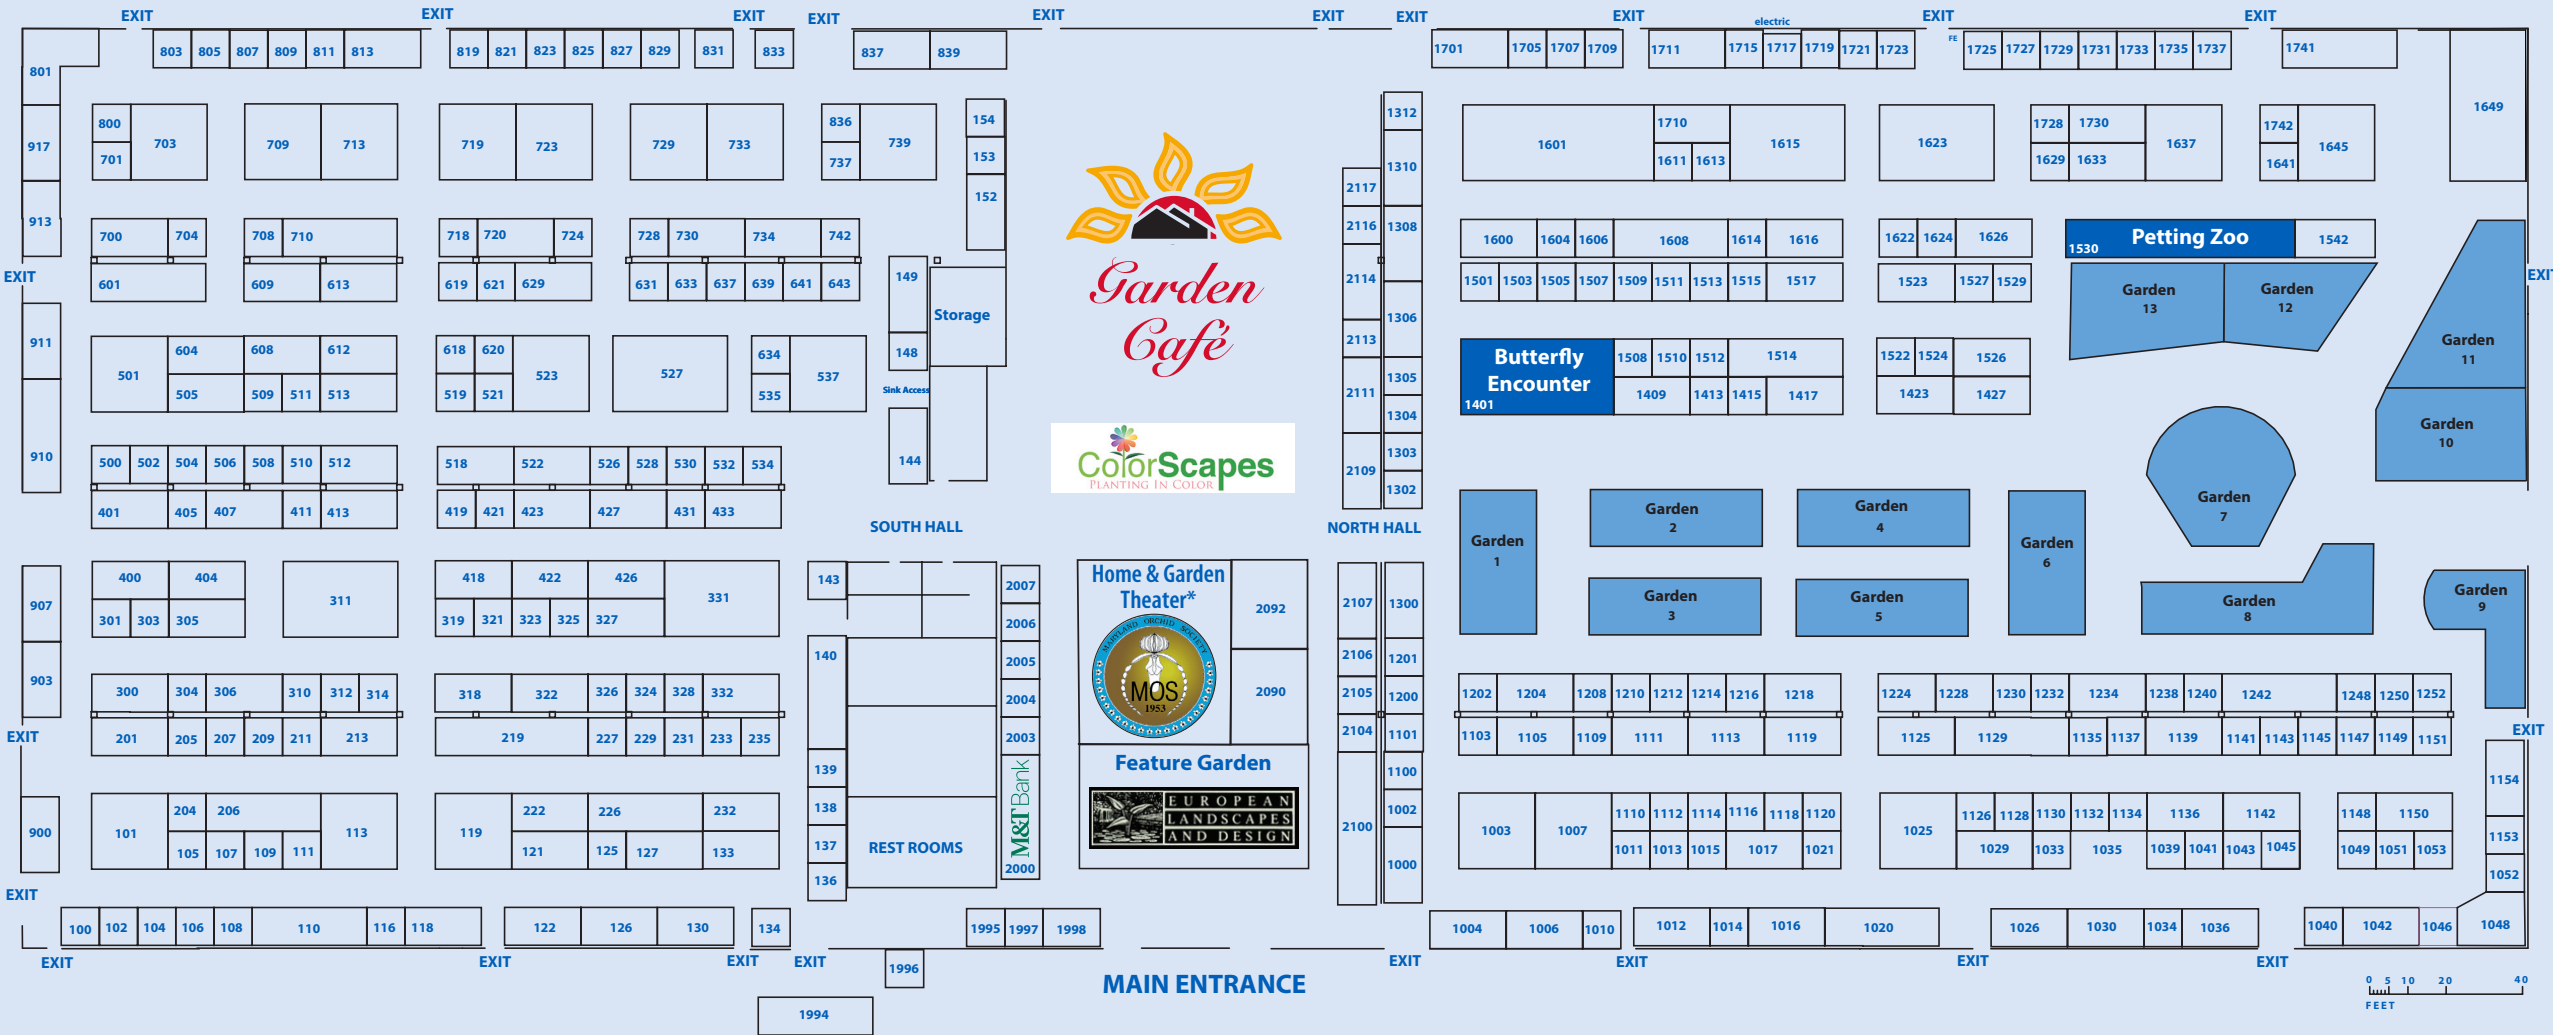 EXIT EXIT EXIT EXIT EXIT EXIT EXIT EXIT electric EXIT EXIT
FE
803 805 807 809 811 813 819 821 823 825 827 829 831 833 837 839 1701 1705 1707 1709 1711 1715 1717 1719 1721 1723 1725 1727 1729 1731 1733 1735 1737 1741
801
800 836 154 1312 1710 1728 1730 1742 1649
917 701 703 709 713 719 723 729 733 737 739 153 1310 1601 1611 1613 1615 1623 1629 1633 1637 1641 1645
152 2117
913 700 704 708 710 718 720 724 728 730 734 742 2116 1308 1600 1604 1606 1608 1614 1616 1622 1624 1626 1530 Petting Zoo 1542
EXIT 601 609 613 619 621 629 631 633 637 639 641 643 149 2114 1501 1503 1505 1507 1509 1511 1513 1515 1517 1523 1527 1529 EXIT
Garden
13
Garden
12
Storage
Garden
Café
1306
911 604 608 612 618 620 634 148 2113 Butterfly
Encounter
1401
1508 1510 1512 1514 1522 1524 1526
Garden
11
501 505 509 511 513 519 521 523 527 535 537 Sink Access 2111 1305 1304 1409 1413 1415 1417 1423 1427
Garden
10
910 500 502 504 506 508 510 512 518 522 526 528 530 532 534 144
ColorScapes
PLANTING IN COLOR
2109 1303 1302
401 405 407 411 413 419 421 423 427 431 433
SOUTH HALL NORTH HALL
Garden
1
Garden
2
Garden
4
Garden
6
Garden
7
Garden
3
Garden
5
Garden
8
Garden
9
907 400 404 311 418 422 426 331 143 2007
301 303 305 319 321 323 325 327 2006
Home & Garden
Theater*
MARYLAND ORCHID SOCIETY
MOS
1953
2092 2107 1300
2090 2106 1201
903 140 2005
300 304 306 310 312 314 318 322 326 324 328 332 2004 2105 1200 1202 1204 1208 1210 1212 1214 1216 1218 1224 1228 1230 1232 1234 1238 1240 1242 1248 1250 1252
EXIT 201 205 207 209 211 213 219 227 229 231 233 235 2003 2104 1101 1103 1105 1109 1111 1113 1119 1125 1129 1135 1137 1139 1141 1143 1145 1147 1149 1151 EXIT
139 M&T Bank Feature Garden 1100 1154
EUROPEAN
LANDSCAPES
AND DESIGN
900 101 204 206 113 119 222 226 232 138 2100 1002 1003 1007 1110 1112 1114 1116 1118 1120 1025 1126 1128 1130 1132 1134 1136 1142 1148 1150 1153
105 107 109 111 121 125 127 133 137 REST ROOMS 2000 1000 1011 1013 1015 1017 1021 1029 1033 1035 1039 1041 1043 1045 1049 1051 1053
136 1052
EXIT
100 102 104 106 108 110 116 118 122 126 130 134 1995 1997 1998 1004 1006 1010 1012 1014 1016 1020 1026 1030 1034 1036 1040 1042 1046 1048
EXIT EXIT EXIT EXIT 1996 EXIT EXIT EXIT EXIT
MAIN ENTRANCE
0 5 10 20 40
FEET
1994